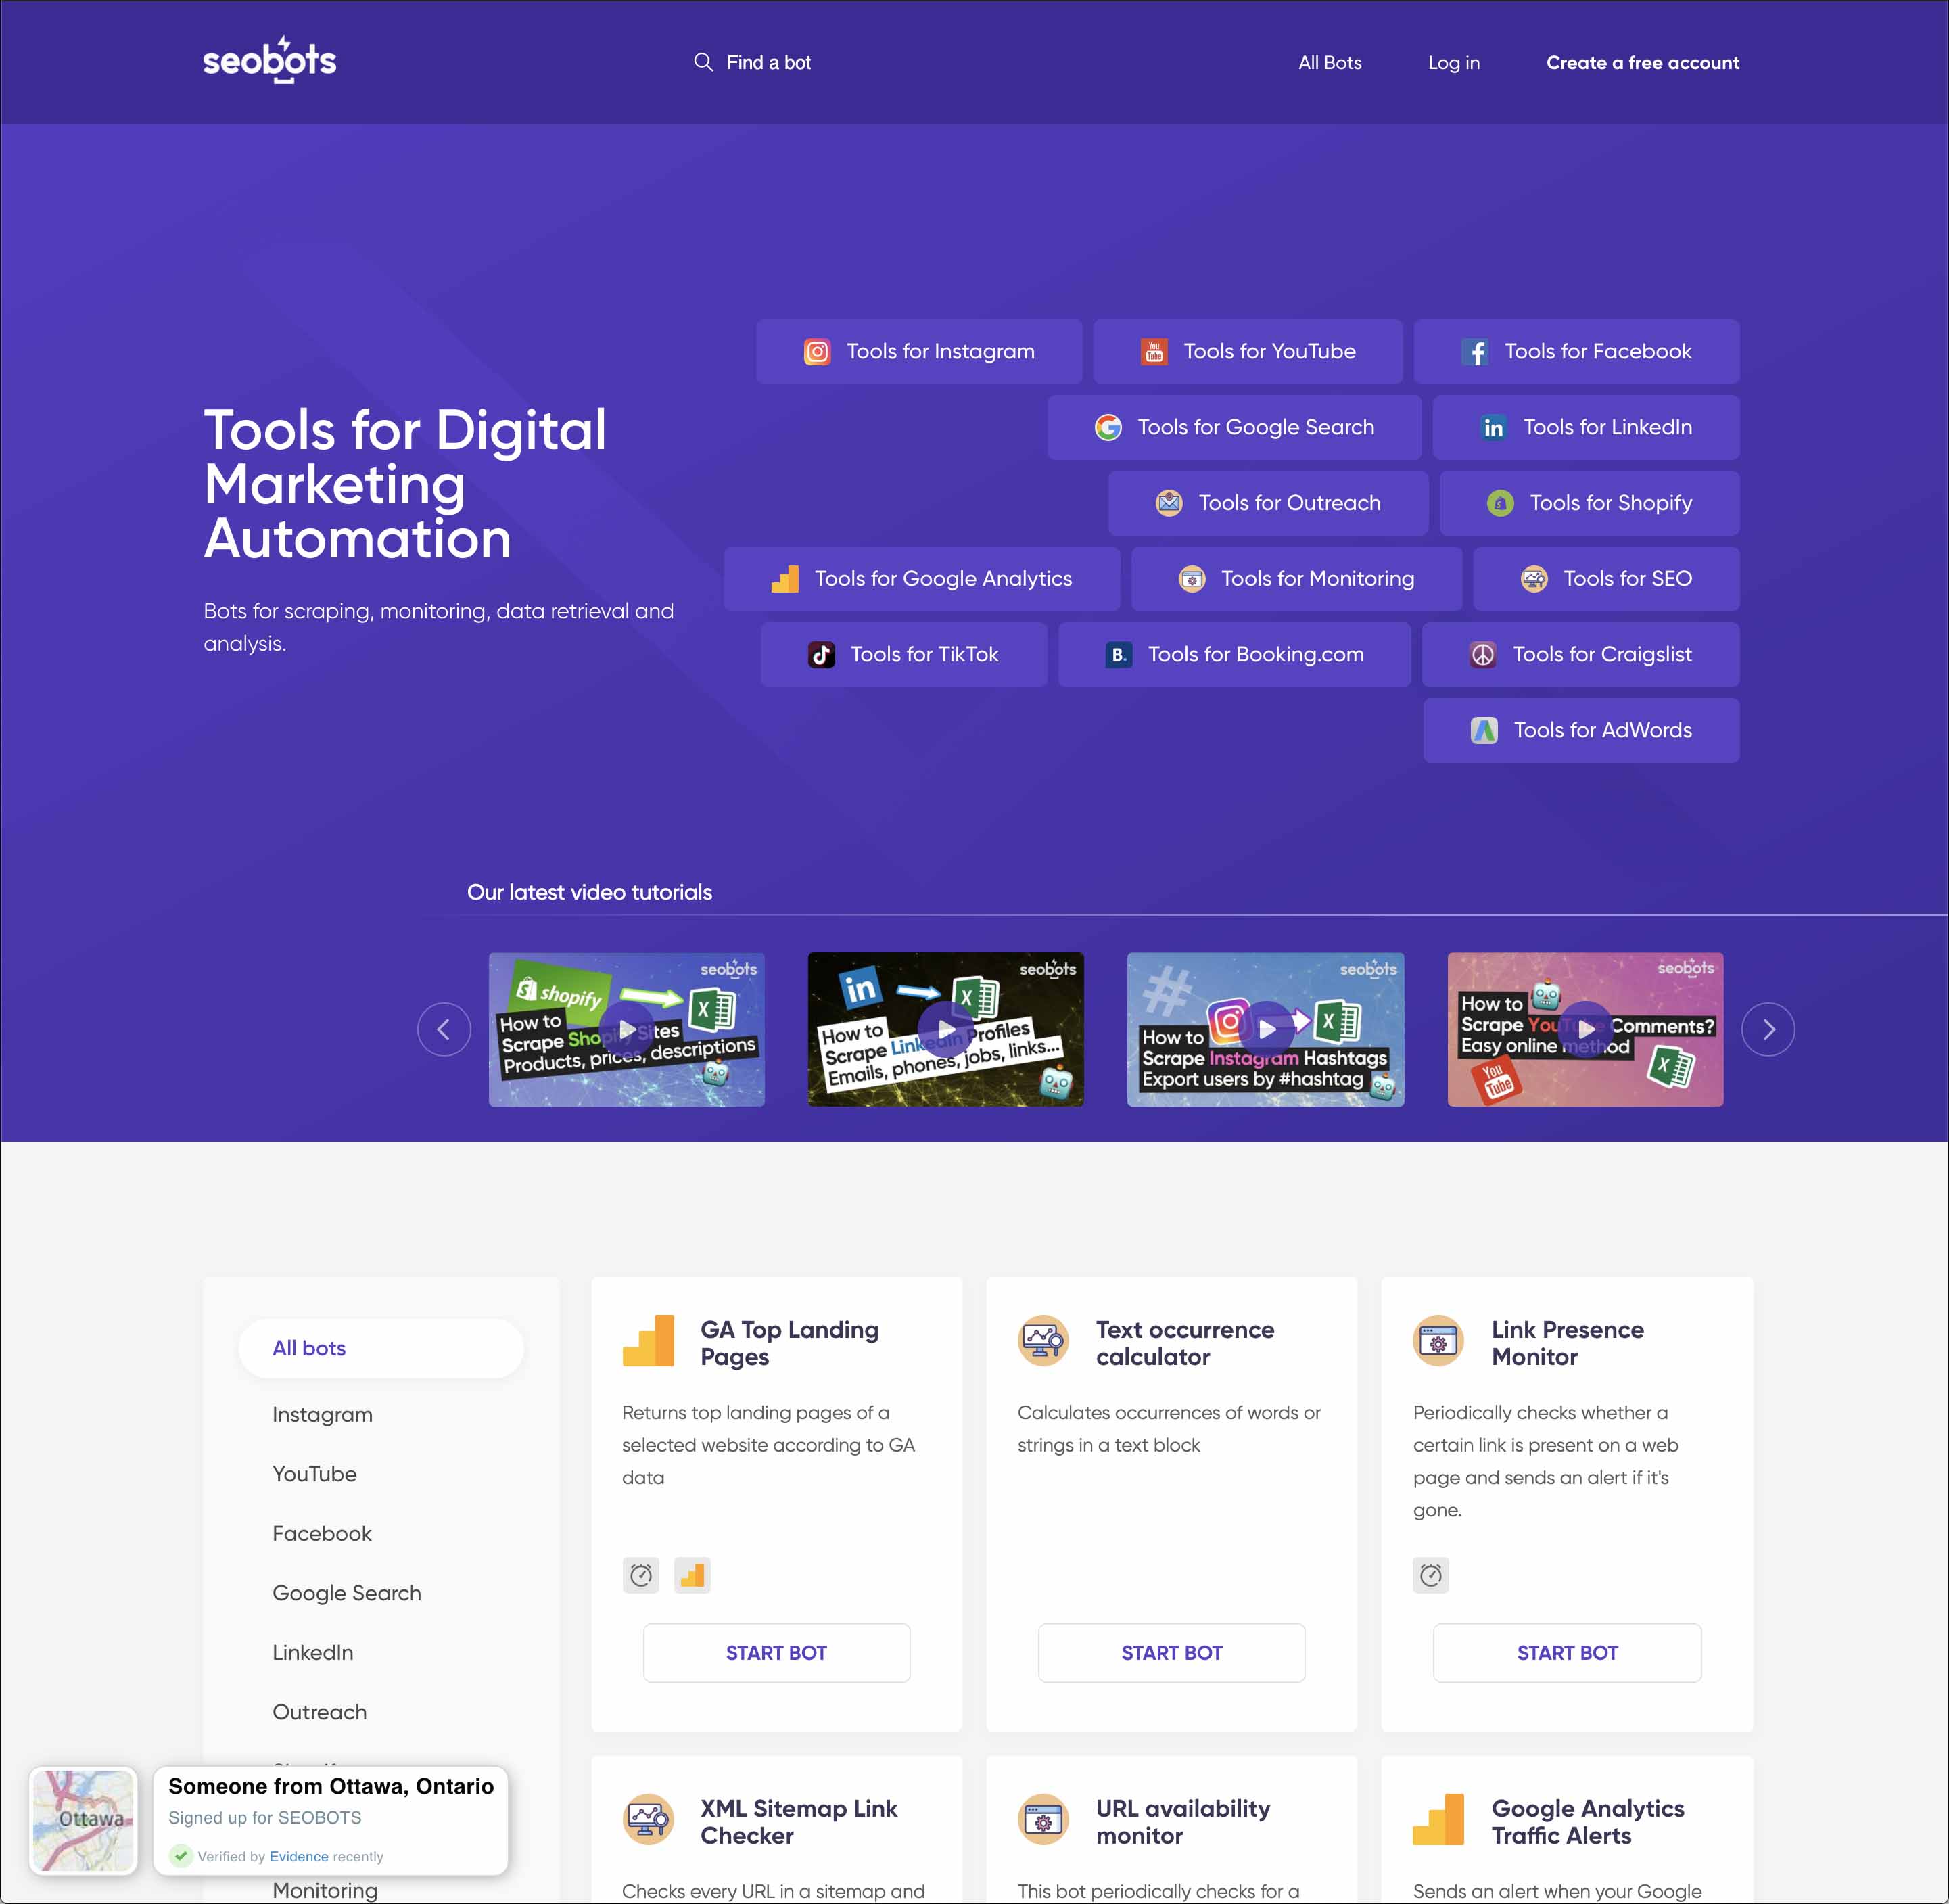 seobots
Find a bot
All Bots
Log in
Create a free account
Tools for Digital
Marketing
Automation
Bots for scraping, monitoring, data retrieval and
analysis.
Tools for Instagram
You
Tube
Tools for YouTube
Tools for Facebook
Tools for Google Search
in
Tools for LinkedIn
Tools for Outreach
Tools for Shopify
Tools for Google Analytics
Tools for Monitoring
Tools for SEO
Tools for TikTok
B.
Tools for Booking.com
Tools for Craigslist
Tools for AdWords
Our latest video tutorials
seobots
shopify
X
How to
Scrape Shopify Sites
Products, prices, descriptions
seobots
in
X
How to
Scrape LinkedIn Profiles
Emails, phones, jobs, links...
seobots
#
X
How to
Scrape Instagram Hashtags
Export users by #hashtag
seobots
How to
Scrape YouTube Comments?
Easy online method
You
Tube
X
All bots
Instagram
YouTube
Facebook
Google Search
LinkedIn
Outreach
Monitoring
GA Top Landing
Pages
Returns top landing pages of a
selected website according to GA
data
START BOT
Text occurrence
calculator
Calculates occurrences of words or
strings in a text block
START BOT
Link Presence
Monitor
Periodically checks whether a
certain link is present on a web
page and sends an alert if it's
gone.
START BOT
XML Sitemap Link
Checker
Checks every URL in a sitemap and
URL availability
monitor
This bot periodically checks for a
Google Analytics
Traffic Alerts
Sends an alert when your Google
Ottawa
Someone from Ottawa, Ontario
Signed up for SEOBOTS
Verified by Evidence recently